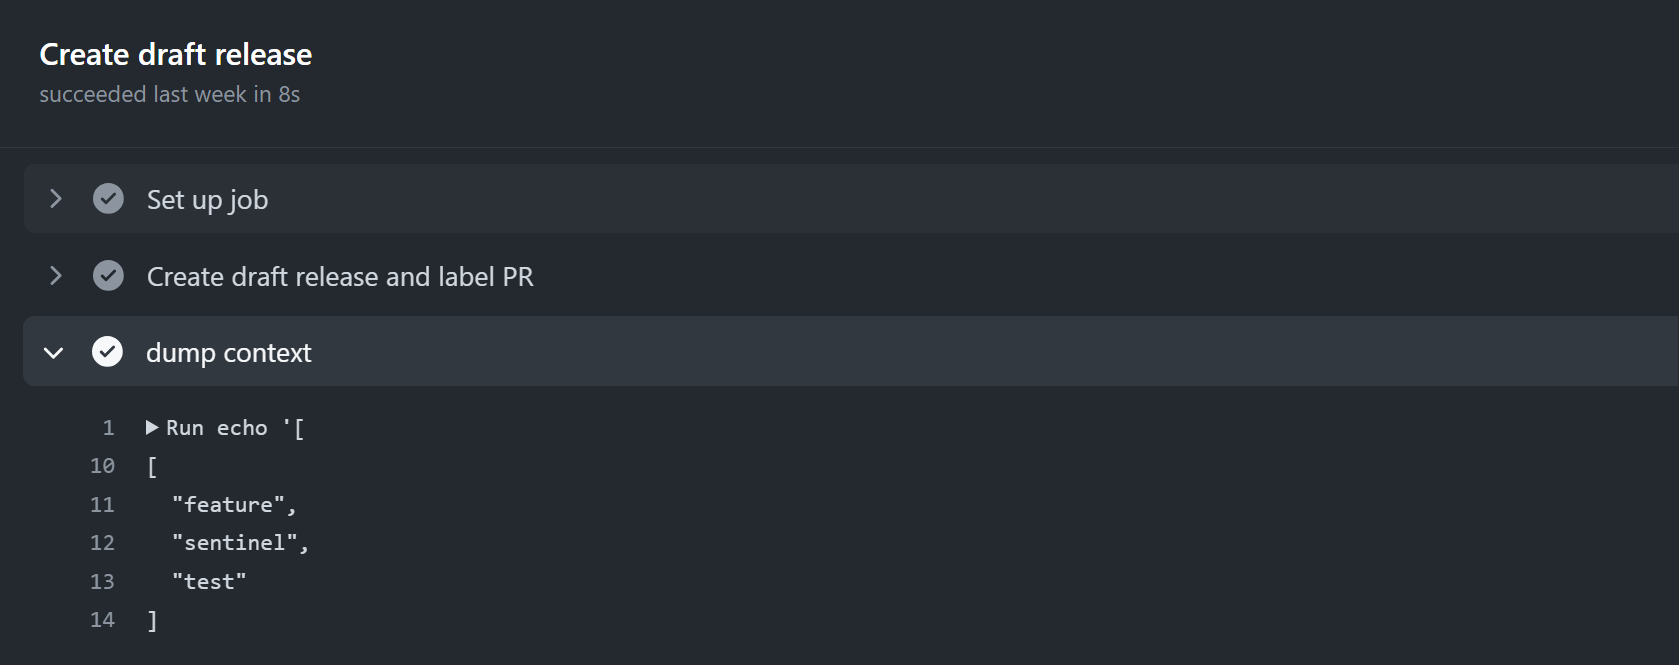 Create draft release
succeeded last week in 8s
Set up job
Create draft release and label PR
dump context
1 Run echo '[
10 [
11 "feature",
12 "sentinel",
13 "test"
14 ]